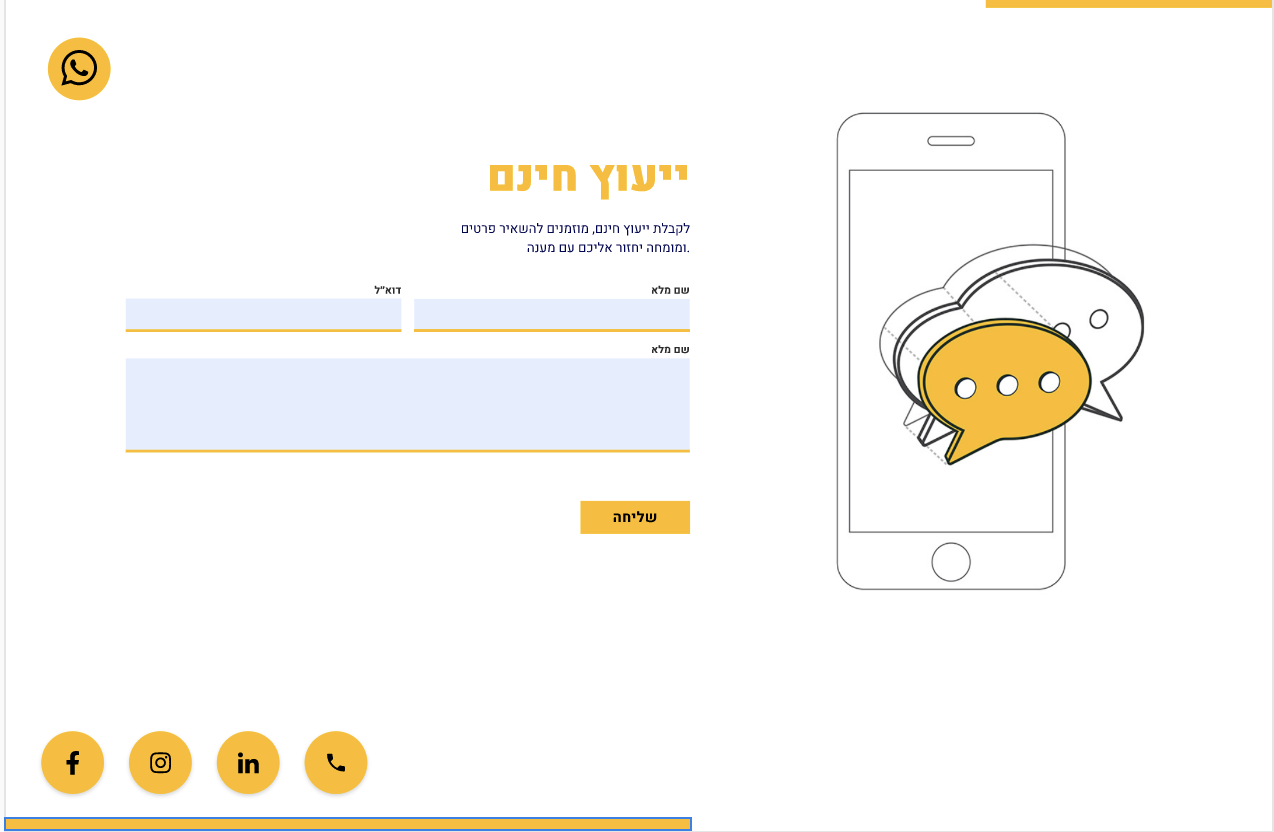 ייעוץ חינם
לקבלת ייעוץ חינם, מוזמנים להשאיר פרטים
ומומחה יחזור אליכם עם מענה.
שם מלא
דוא״ל
שם מלא
שליחה